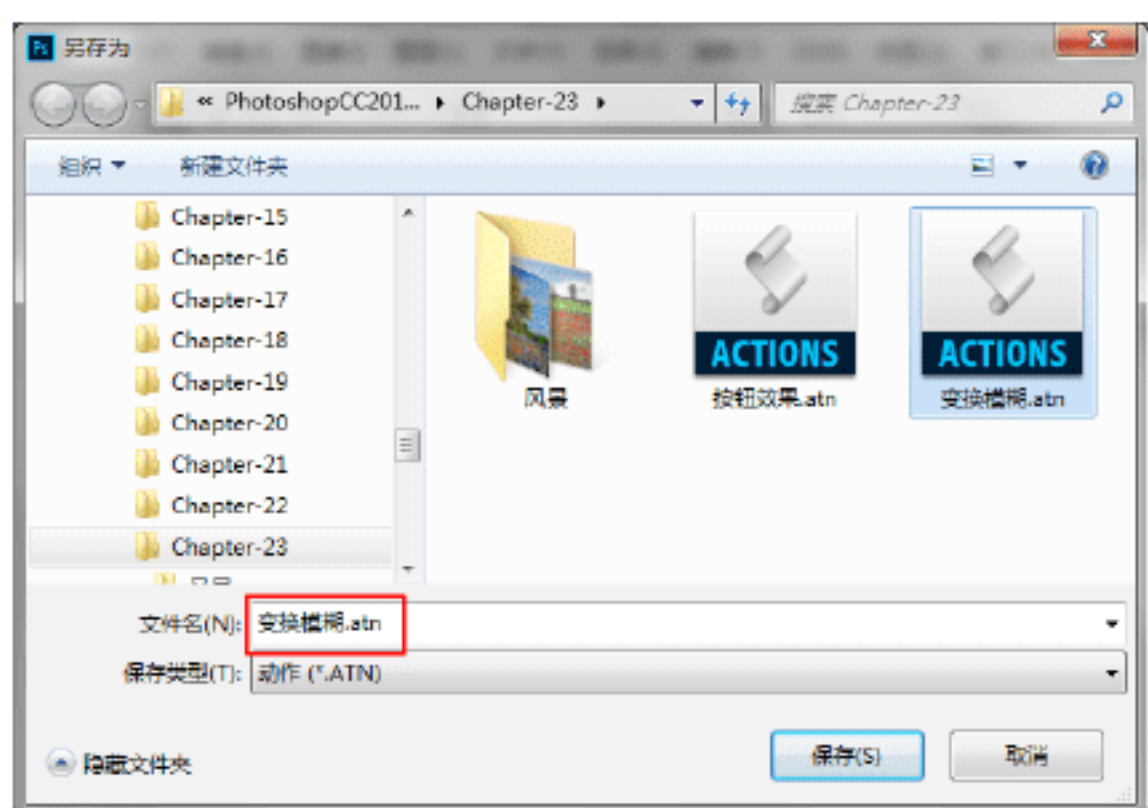 Ps 另存为
« PhotoshopCC201... ▸ Chapter-23 ▸
搜索 Chapter-23
组织 ▼ 新建文件夹
Chapter-15
Chapter-16
Chapter-17
Chapter-18
Chapter-19
Chapter-20
Chapter-21
Chapter-22
Chapter-23
ACTIONS ACTIONS
风景 按钮效果.atn 变换模糊.atn
文件名(N): 变换模糊.atn
保存类型(T): 动作 (*.ATN)
隐藏文件夹 保存(S) 取消